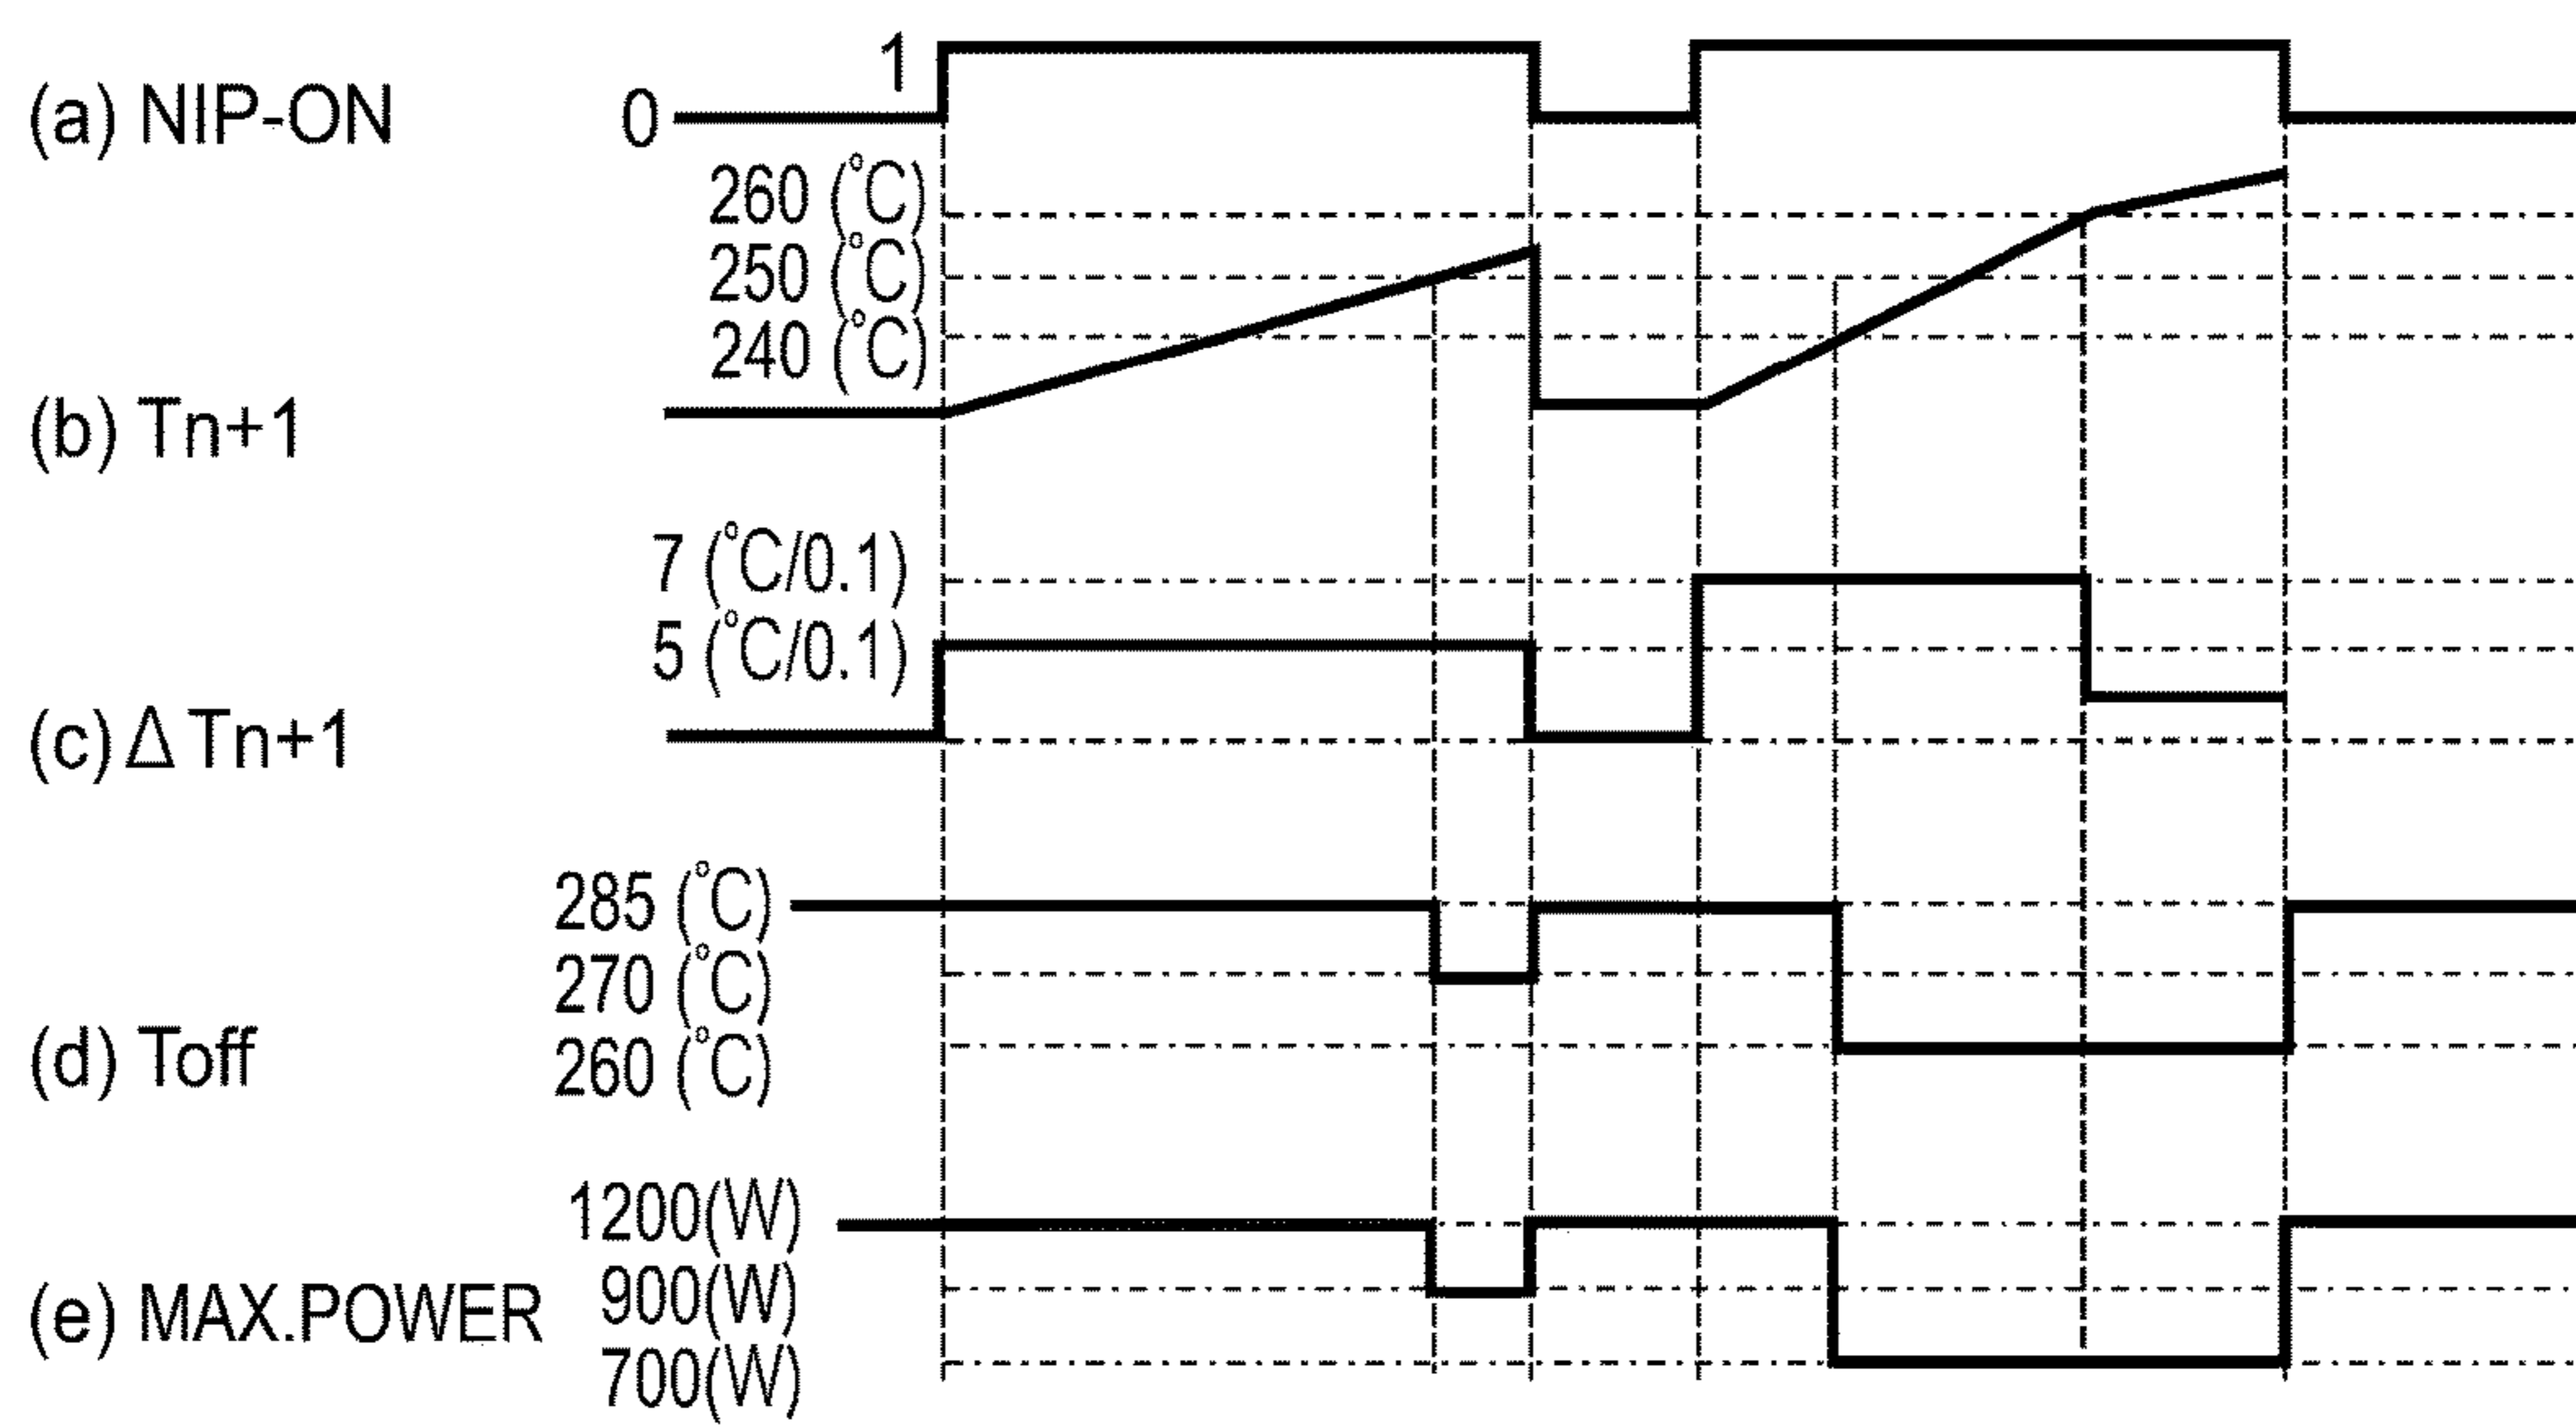 (a) NIP-ON 0 1
260 (°C)
250 (°C)
240 (°C)
(b) Tn+1
7 (°C/0.1)
5 (°C/0.1)
(c) Δ Tn+1
285 (°C)
270 (°C)
260 (°C)
(d) Toff
1200(W)
900(W)
700(W)
(e) MAX.POWER